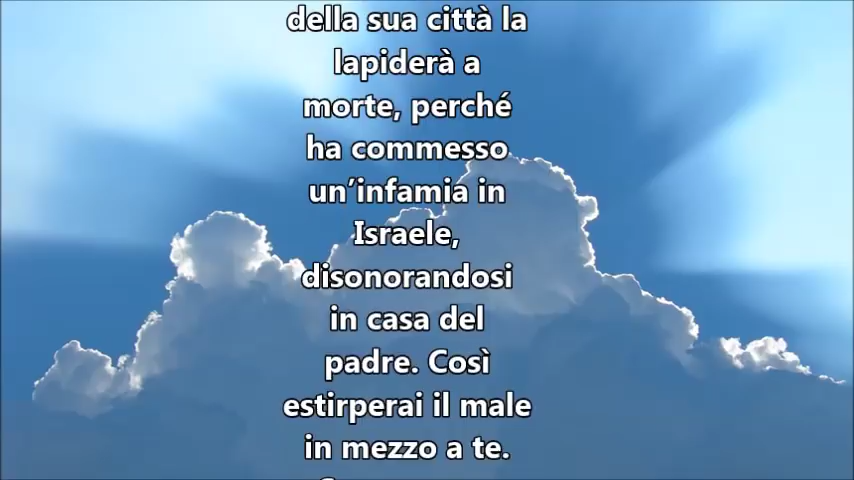 della sua città la
lapiderà a
morte, perché
ha commesso
un’infamia in
Israele,
disonorandosi
in casa del
padre. Così
estirperai il male
in mezzo a te.